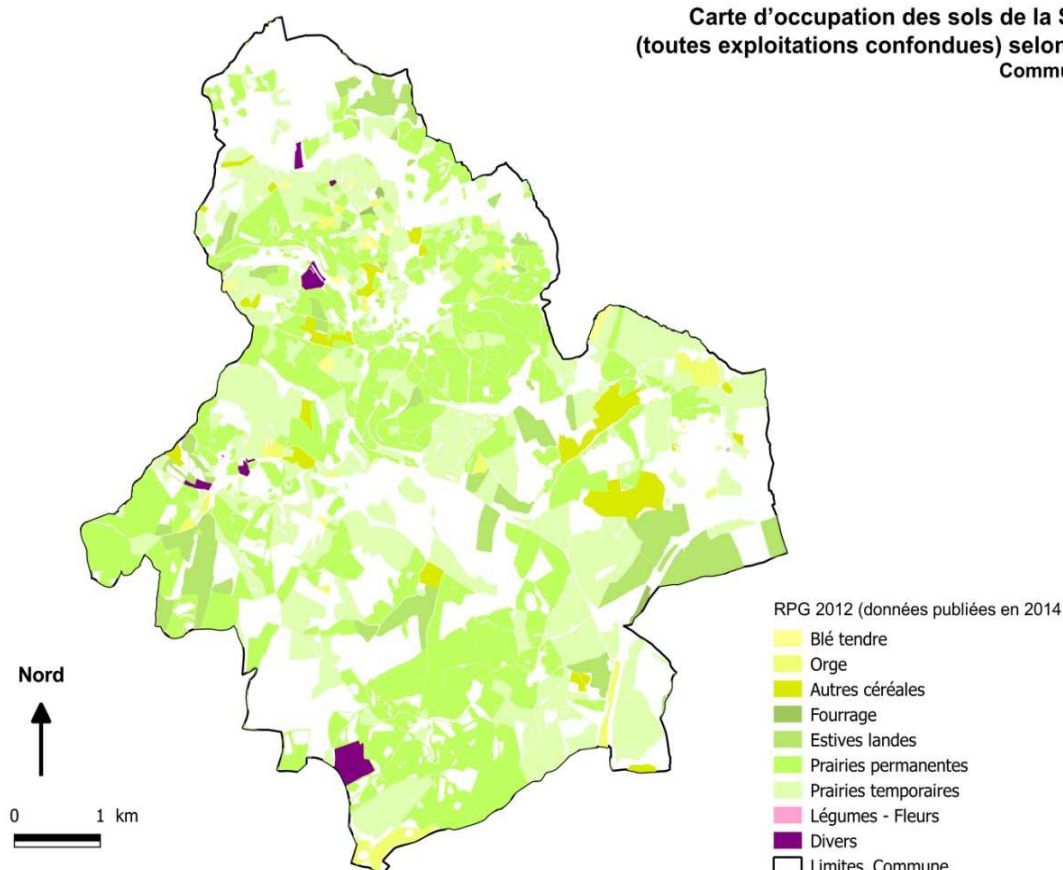 Carte d’occupation des sols de la
(toutes exploitations confondues) selon
Nord
0 1 km
RPG 2012 (données publiées en 2014
Blé tendre
Orge
Autres céréales
Fourrage
Estives landes
Prairies permanentes
Prairies temporaires
Légumes - Fleurs
Divers
Limites Commune